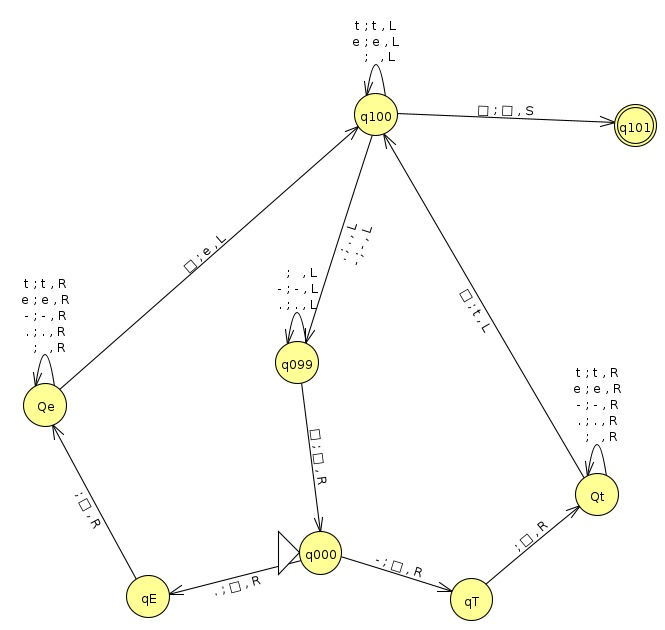 t ; t , L
e ; e , L
;   , L
q100
□ ; □ , S
q101
. ; . , L
- ; - , L
□ ; e , L
;   , L
- ; - , L
. ; . , L
q099
t ; t , R
e ; e , R
- ; - , R
. ; . , R
;   , R
Qe
□ ; t , L
t ; t , R
e ; e , R
- ; - , R
. ; . , R
;   , R
Qt
□ ; □ , R
; □ , R
; □ , R
q000
. ; □ , R
- ; □ , R
qE
qT